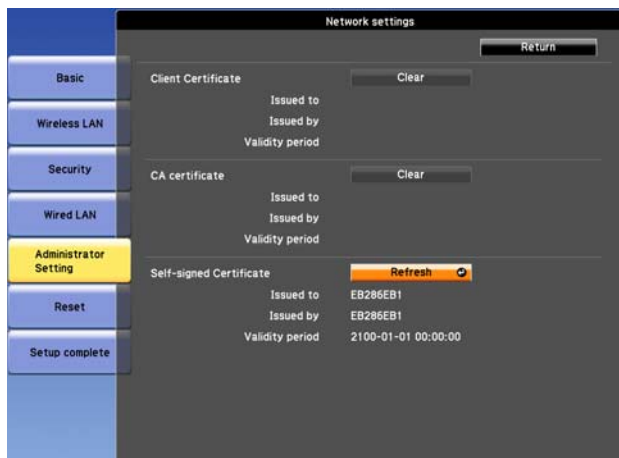 Network settings
Return
Basic
Wireless LAN
Security
Wired LAN
Administrator
Setting
Reset
Setup complete
Client Certificate Clear
Issued to
Issued by
Validity period
CA certificate Clear
Issued to
Issued by
Validity period
Self-signed Certificate Refresh
Issued to EB286EB1
Issued by EB286EB1
Validity period 2100-01-01 00:00:00